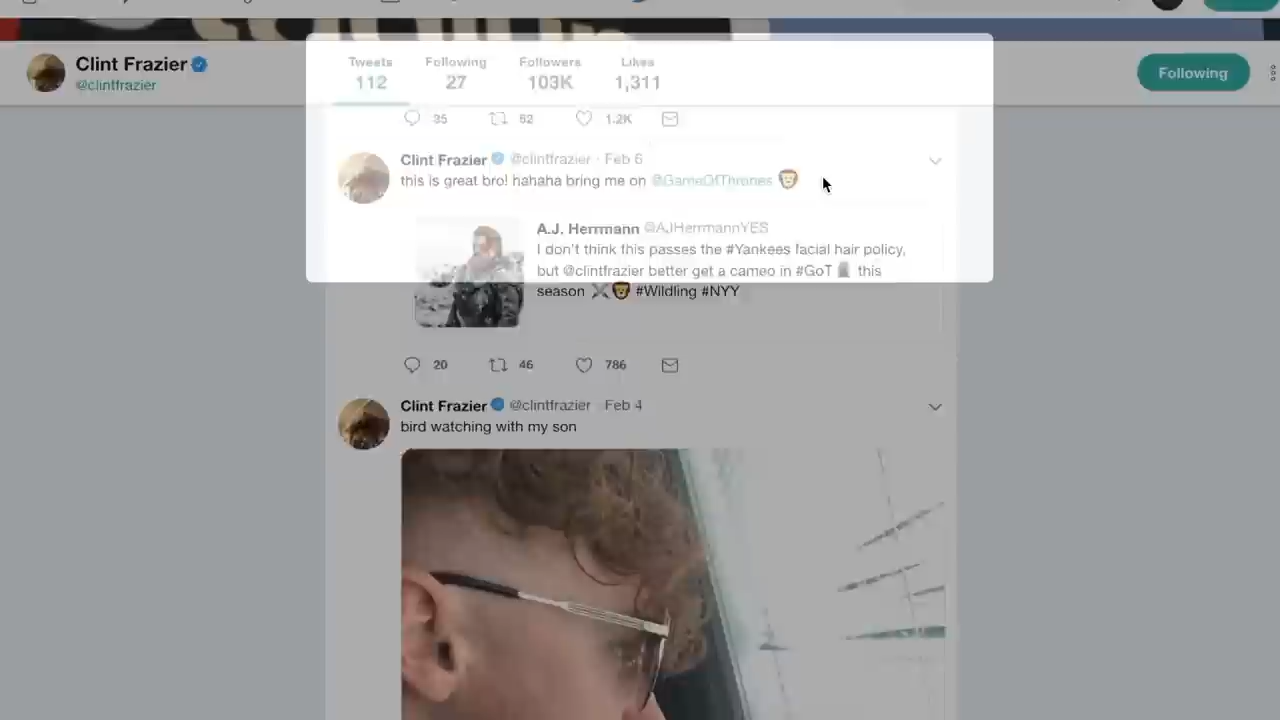 Clint Frazier
@clintfrazier
Tweets Following Followers Likes
112 27 103K 1,311
Following
35 52 1.2K
Clint Frazier @clintfrazier · Feb 6
this is great bro! hahaha bring me on @GameOfThrones
A.J. Herrmann @AJHerrmannYES
I don't think this passes the #Yankees facial hair policy,
but @clintfrazier better get a cameo in #GoT this
season #Wildling #NYY
20 46 786
Clint Frazier @clintfrazier · Feb 4
bird watching with my son